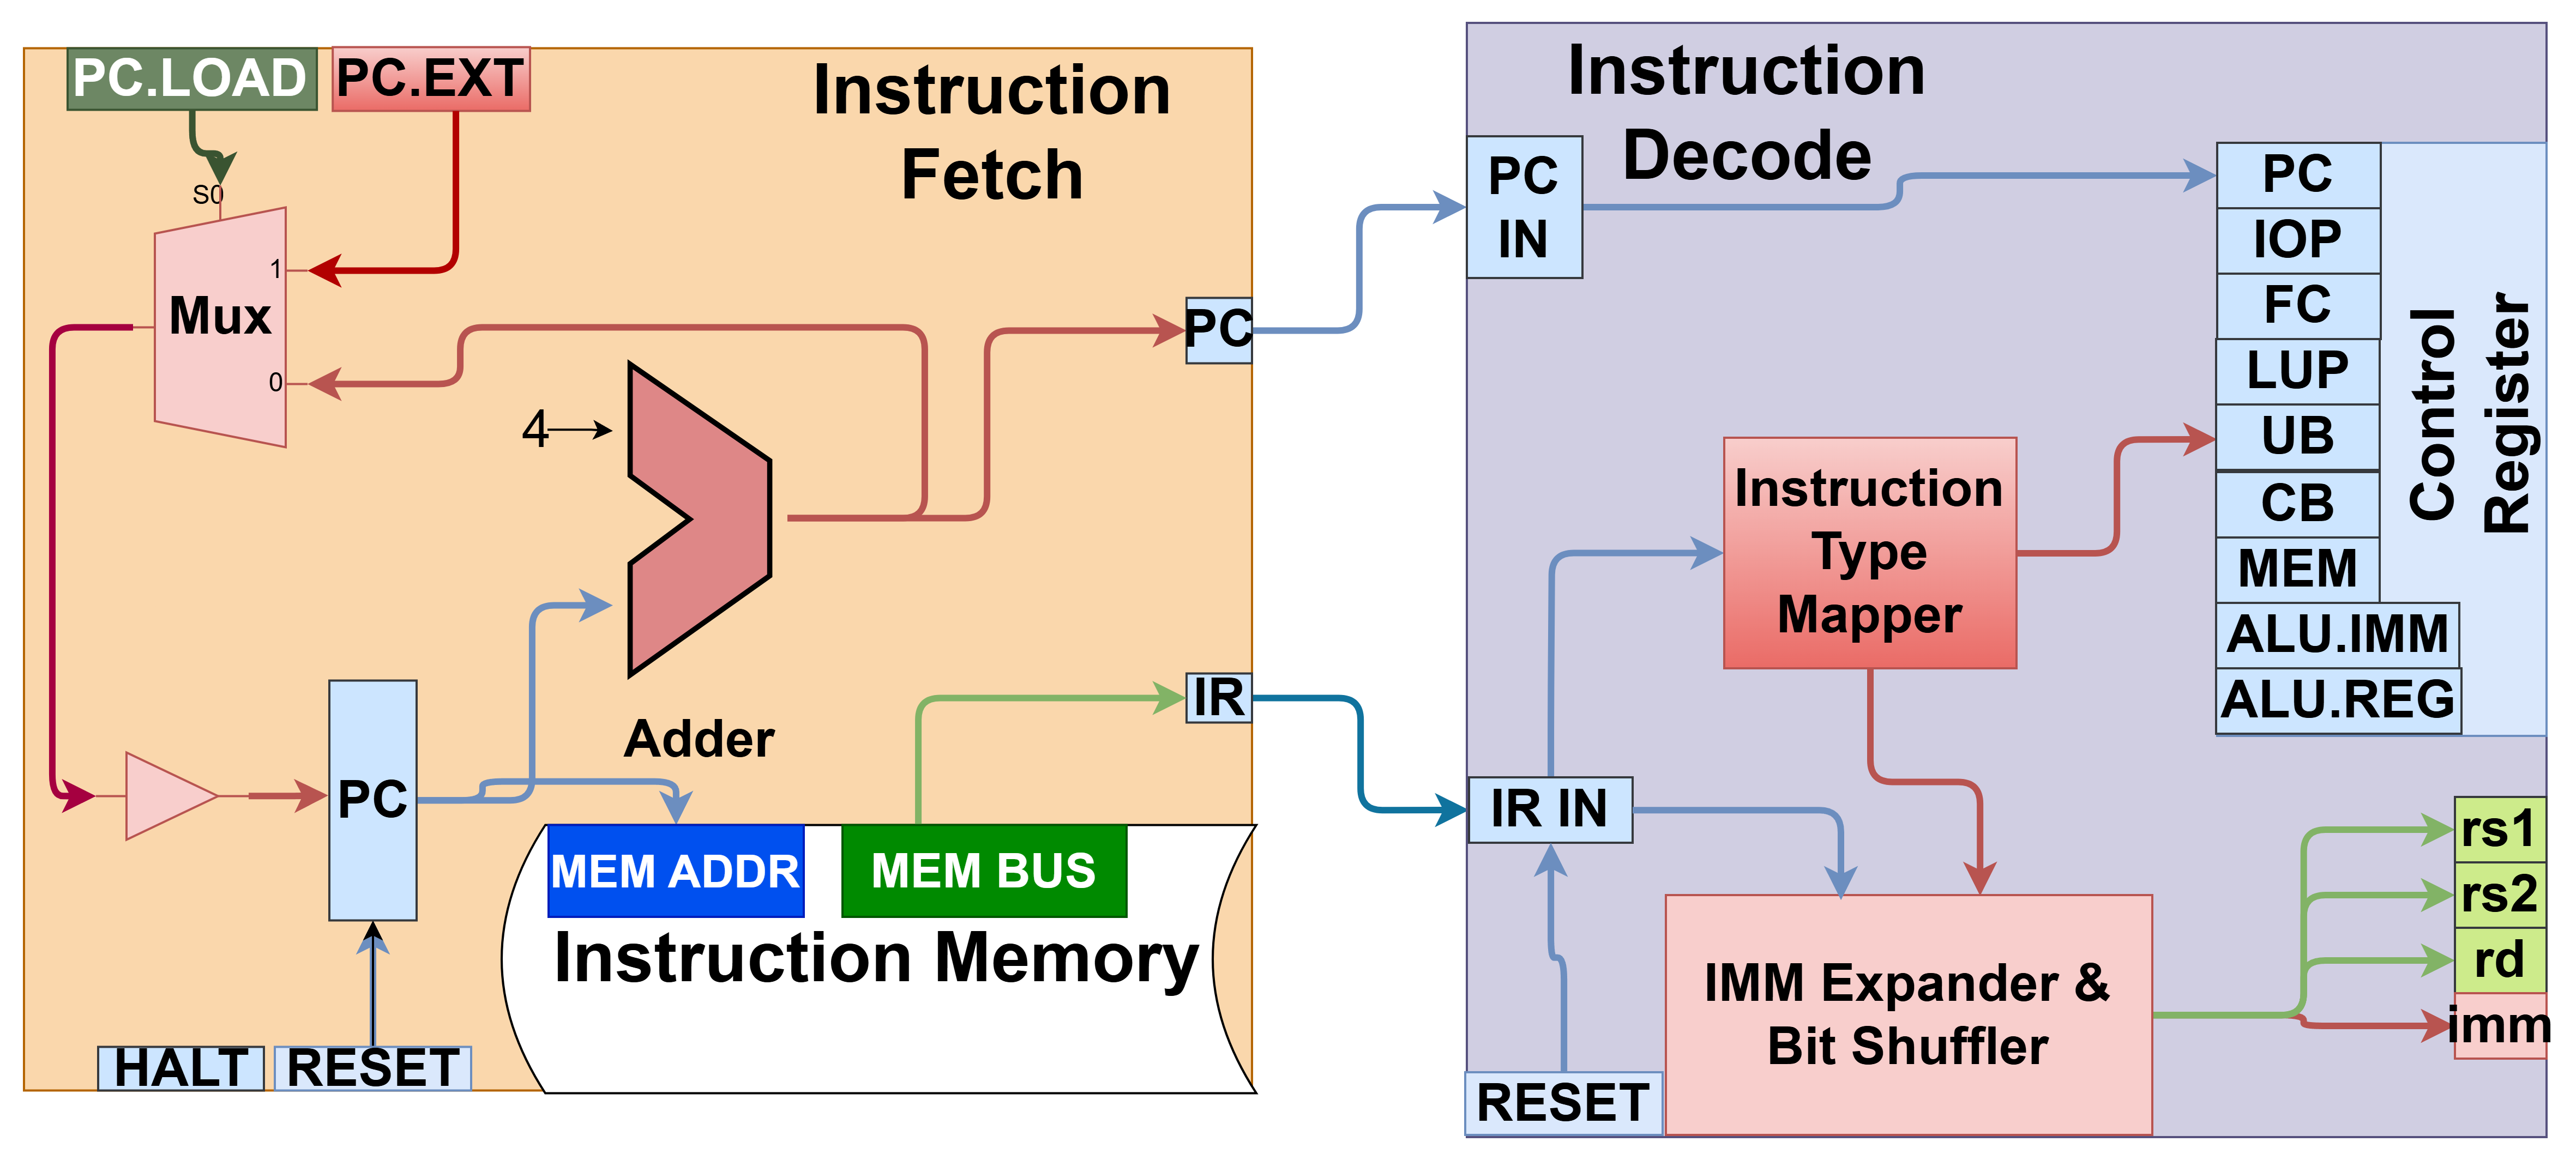 PC.LOAD
PC.EXT
Instruction
Fetch
S0
1
Mux
0
4
PC
IR
Adder
PC
MEM ADDR
MEM BUS
Instruction Memory
HALT
RESET
Instruction
Decode
PC
IN
PC
IOP
FC
LUP
UB
CB
MEM
ALU.IMM
ALU.REG
Control
Register
Instruction
Type
Mapper
IR IN
IMM Expander &
Bit Shuffler
RESET
rs1
rs2
rd
imm